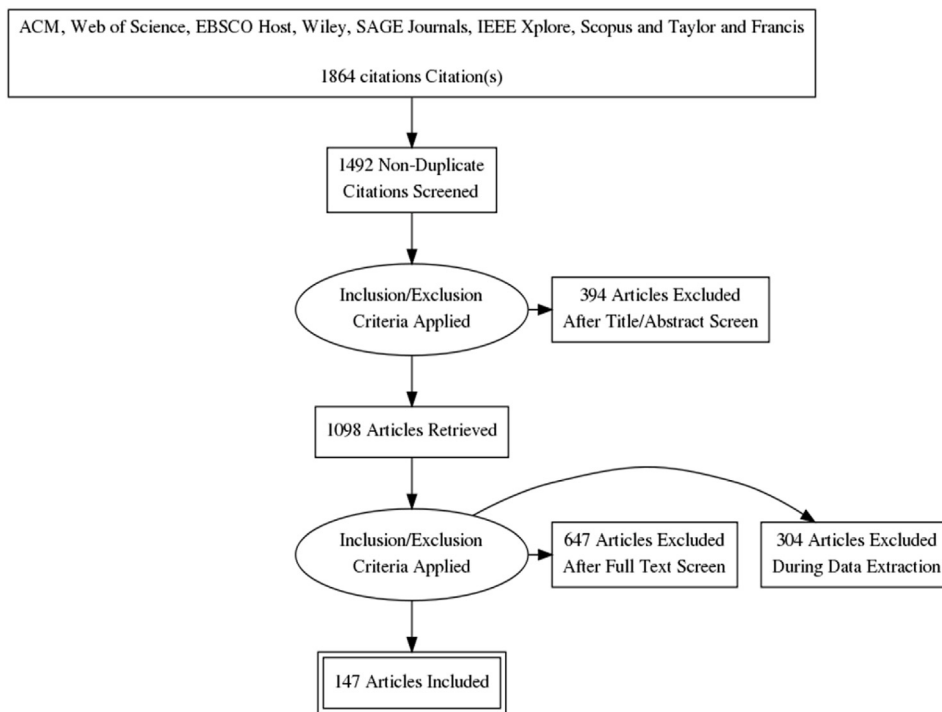 ACM, Web of Science, EBSCO Host, Wiley, SAGE Journals, IEEE Xplore, Scopus and Taylor and Francis
1864 citations Citation(s)
1492 Non-Duplicate
Citations Screened
Inclusion/Exclusion
Criteria Applied
394 Articles Excluded
After Title/Abstract Screen
1098 Articles Retrieved
Inclusion/Exclusion
Criteria Applied
647 Articles Excluded
After Full Text Screen
304 Articles Excluded
During Data Extraction
147 Articles Included